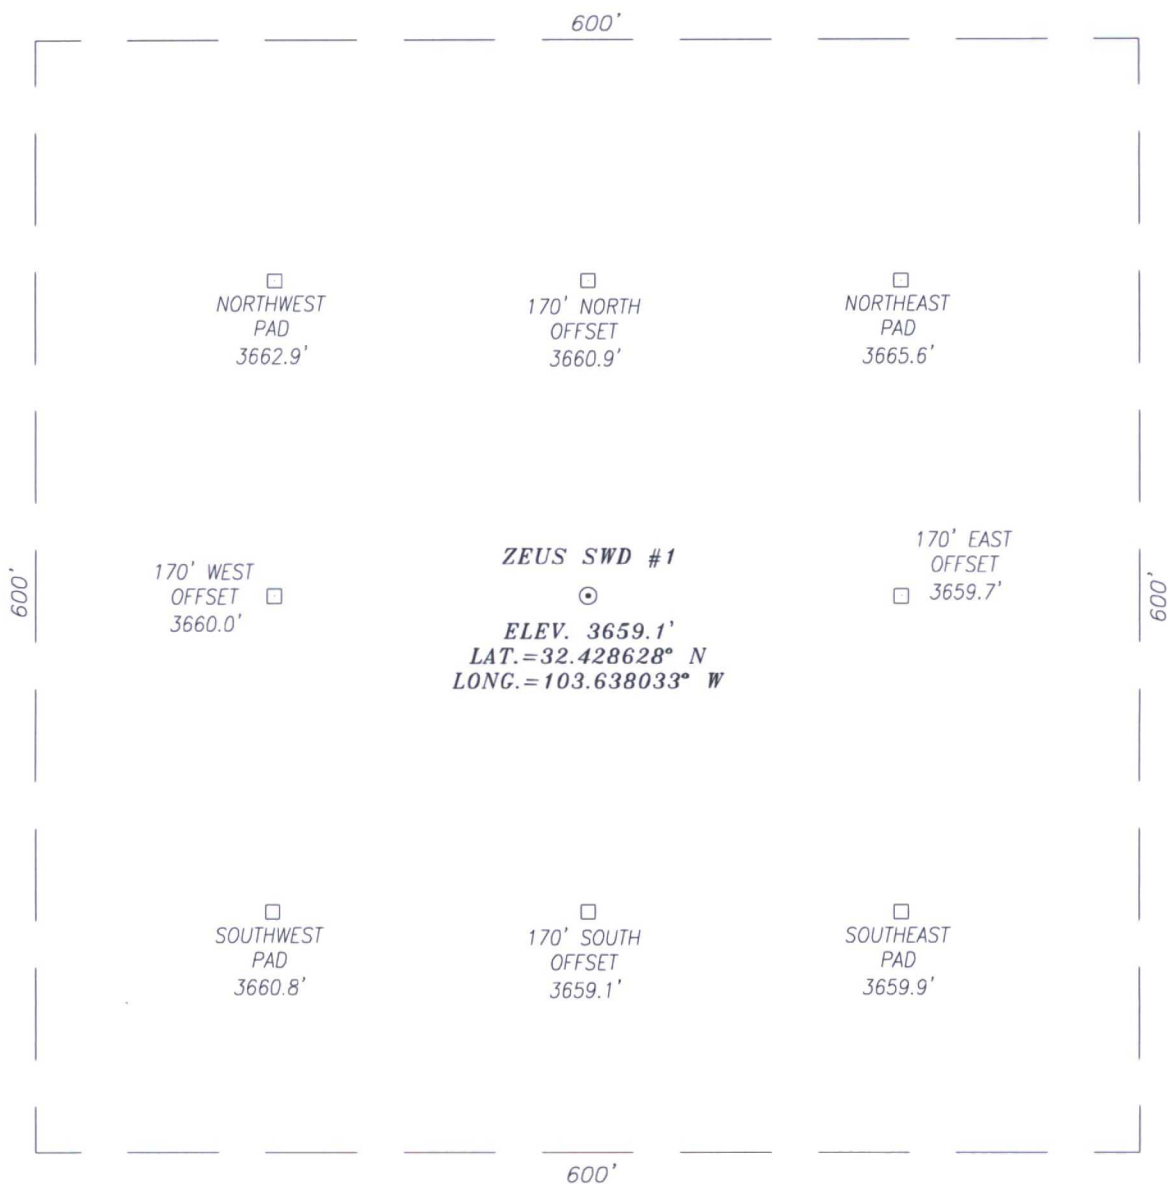 600'
NORTHWEST
PAD
3662.9'
170' NORTH
OFFSET
3660.9'
NORTHEAST
PAD
3665.6'
600'
170' WEST
OFFSET
3660.0'
ZEUS SWD #1
ELEV. 3659.1'
LAT.=32.428628° N
LONG.=103.638033° W
170' EAST
OFFSET
3659.7'
600'
SOUTHWEST
PAD
3660.8'
170' SOUTH
OFFSET
3659.1'
SOUTHEAST
PAD
3659.9'
600'